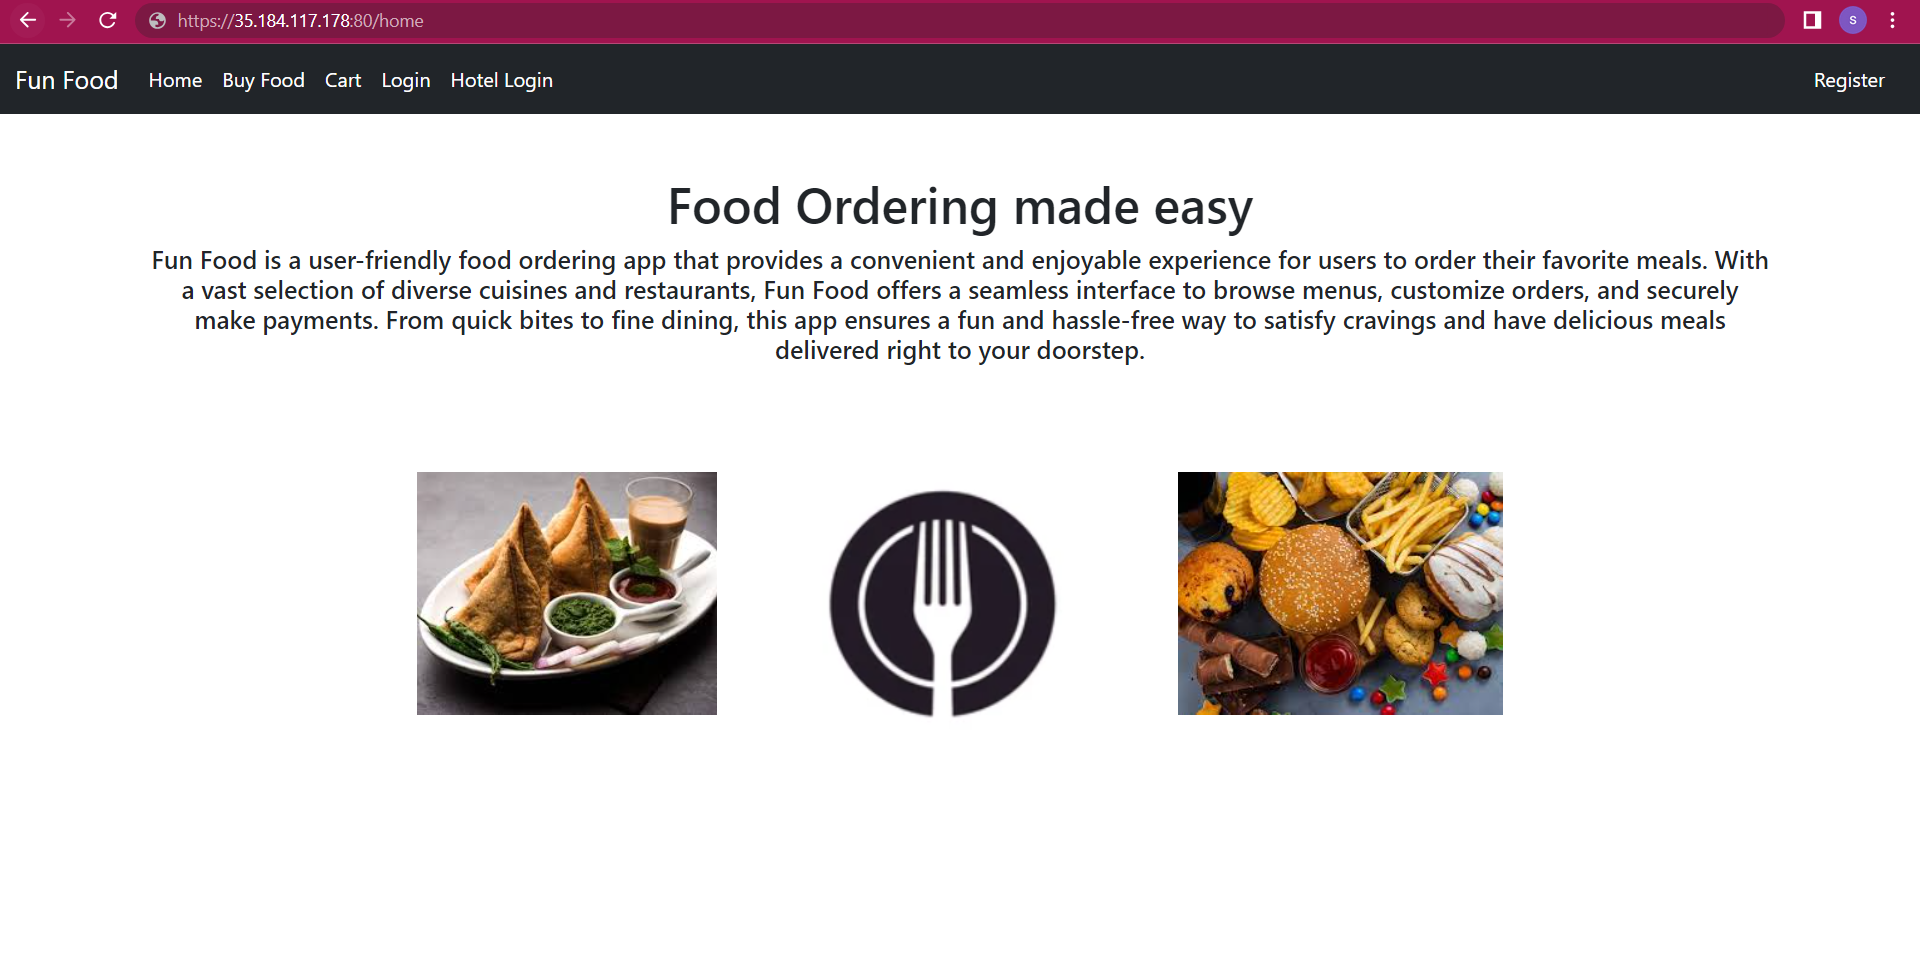 https://35.184.117.178:80/home
S
Fun Food Home Buy Food Cart Login Hotel Login Register
Food Ordering made easy
Fun Food is a user-friendly food ordering app that provides a convenient and enjoyable experience for users to order their favorite meals. With
a vast selection of diverse cuisines and restaurants, Fun Food offers a seamless interface to browse menus, customize orders, and securely
make payments. From quick bites to fine dining, this app ensures a fun and hassle-free way to satisfy cravings and have delicious meals
delivered right to your doorstep.